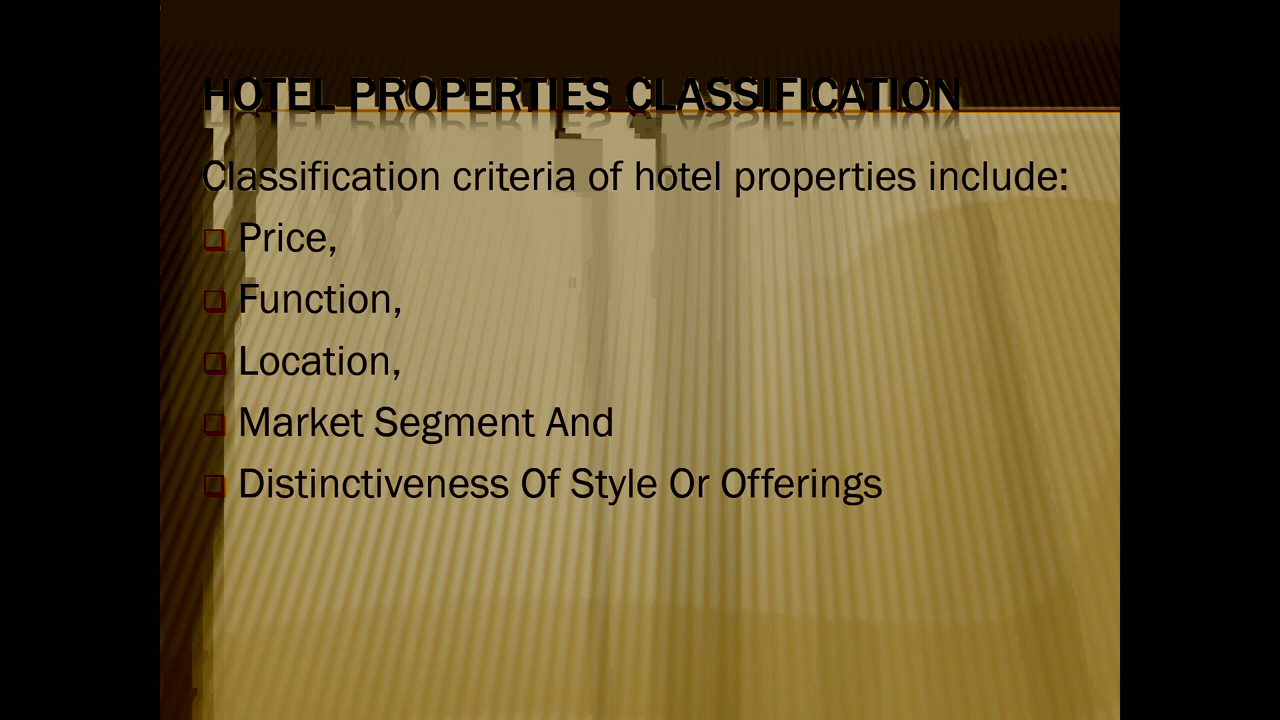 HOTEL PROPERTIES CLASSIFICATION
Classification criteria of hotel properties include:
Price,
Function,
Location,
Market Segment And
Distinctiveness Of Style Or Offerings